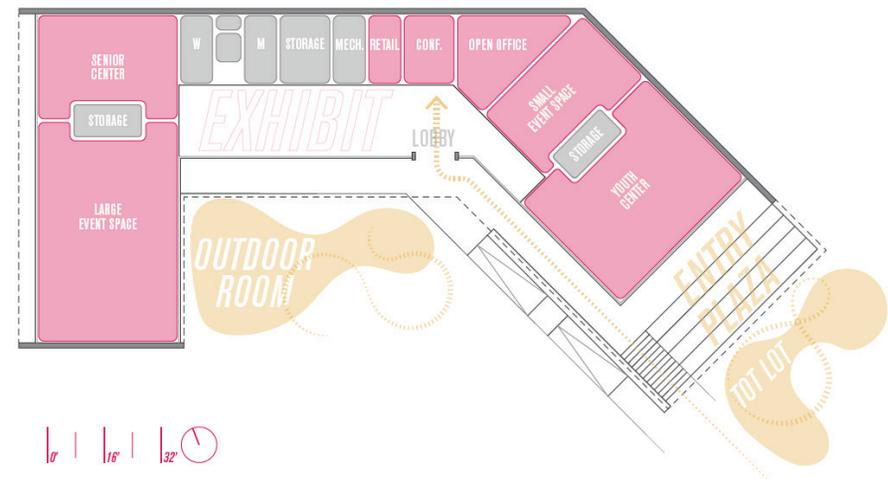 SENIOR
CENTER
STORAGE
LARGE
EVENT SPACE
W
M
STORAGE
MECH.
RETAIL
CONF.
OPEN OFFICE
SMALL
EVENT SPACE
STORAGE
YOUTH
CENTER
EXHIBIT
LOBBY
OUTDOOR
ROOM
ENTRY
PLAZA
TOT LOT
0'
16'
32'